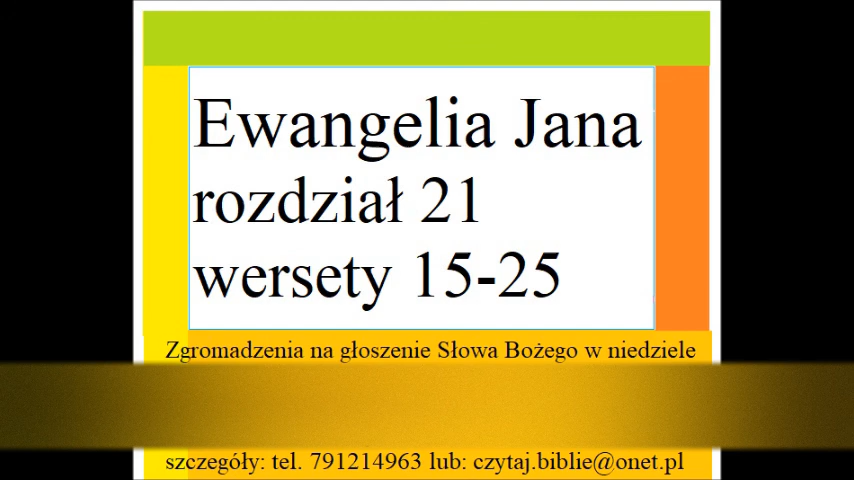 Ewangelia Jana
rozdział 21
wersety 15-25
Zgromadzenia na głoszenie Słowa Bożego w niedziele
szczegóły: tel. 791214963 lub: czytaj.biblie@onet.pl